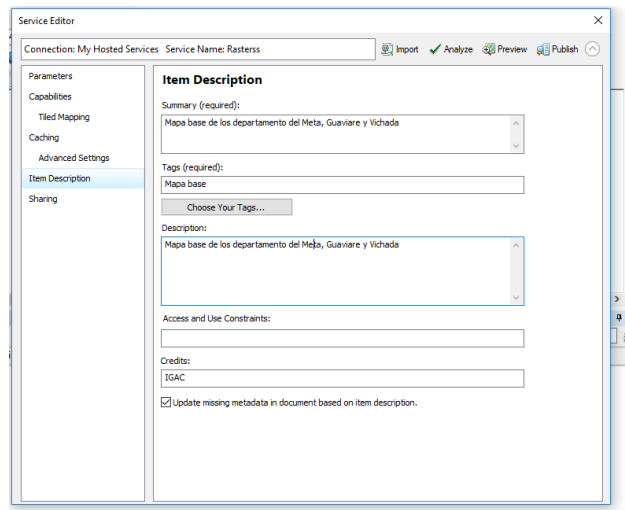 Service Editor
Connection: My Hosted Services Service Name: Rasterss
Import
Analyze
Preview
Publish
Parameters
Capabilities
Tiled Mapping
Caching
Advanced Settings
Item Description
Sharing
Item Description
Summary (required):
Mapa base de los departamento del Meta, Guaviare y Vichada
Tags (required):
Mapa base
Choose Your Tags...
Description:
Mapa base de los departamento del Meta, Guaviare y Vichada
Access and Use Constraints:
Credits:
IGAC
Update missing metadata in document based on item description.